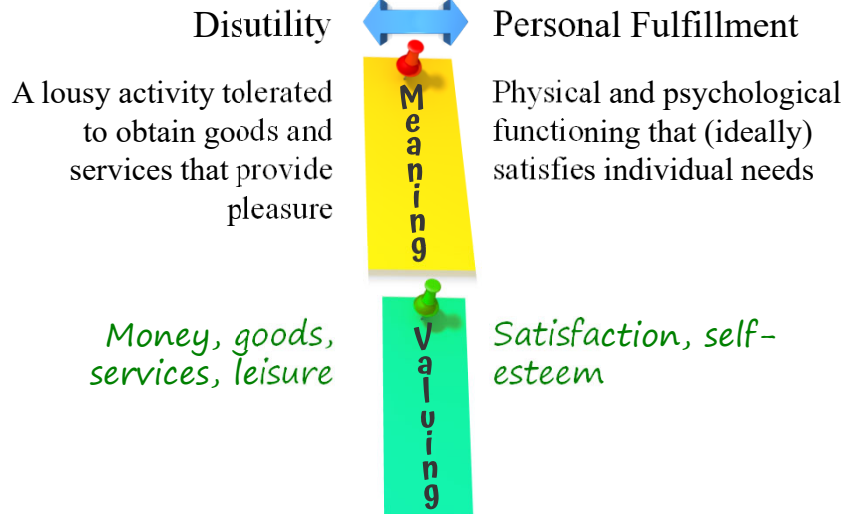 Disutility
Personal Fulfillment
A lousy activity tolerated
to obtain goods and
services that provide
pleasure
Meaning
Physical and psychological
functioning that (ideally)
satisfies individual needs
Money, goods,
services, leisure
Valuing
Satisfaction, self-
esteem